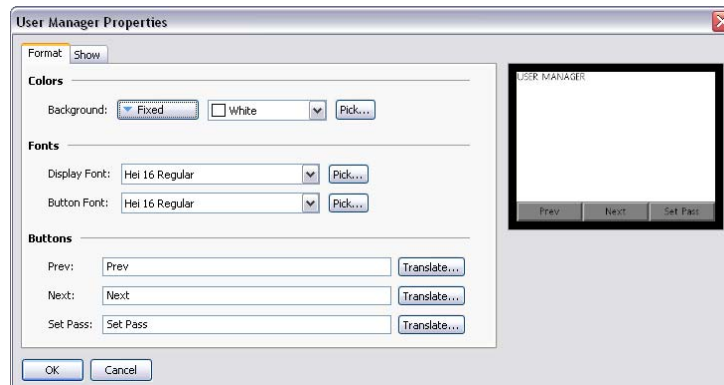 User Manager Properties
Format Show
Colors
Background: Fixed White Pick...
Fonts
Display Font: Hei 16 Regular Pick...
Button Font: Hei 16 Regular Pick...
Buttons
Prev: Prev Translate...
Next: Next Translate...
Set Pass: Set Pass Translate...
OK Cancel
USER MANAGER
Prev Next Set Pass